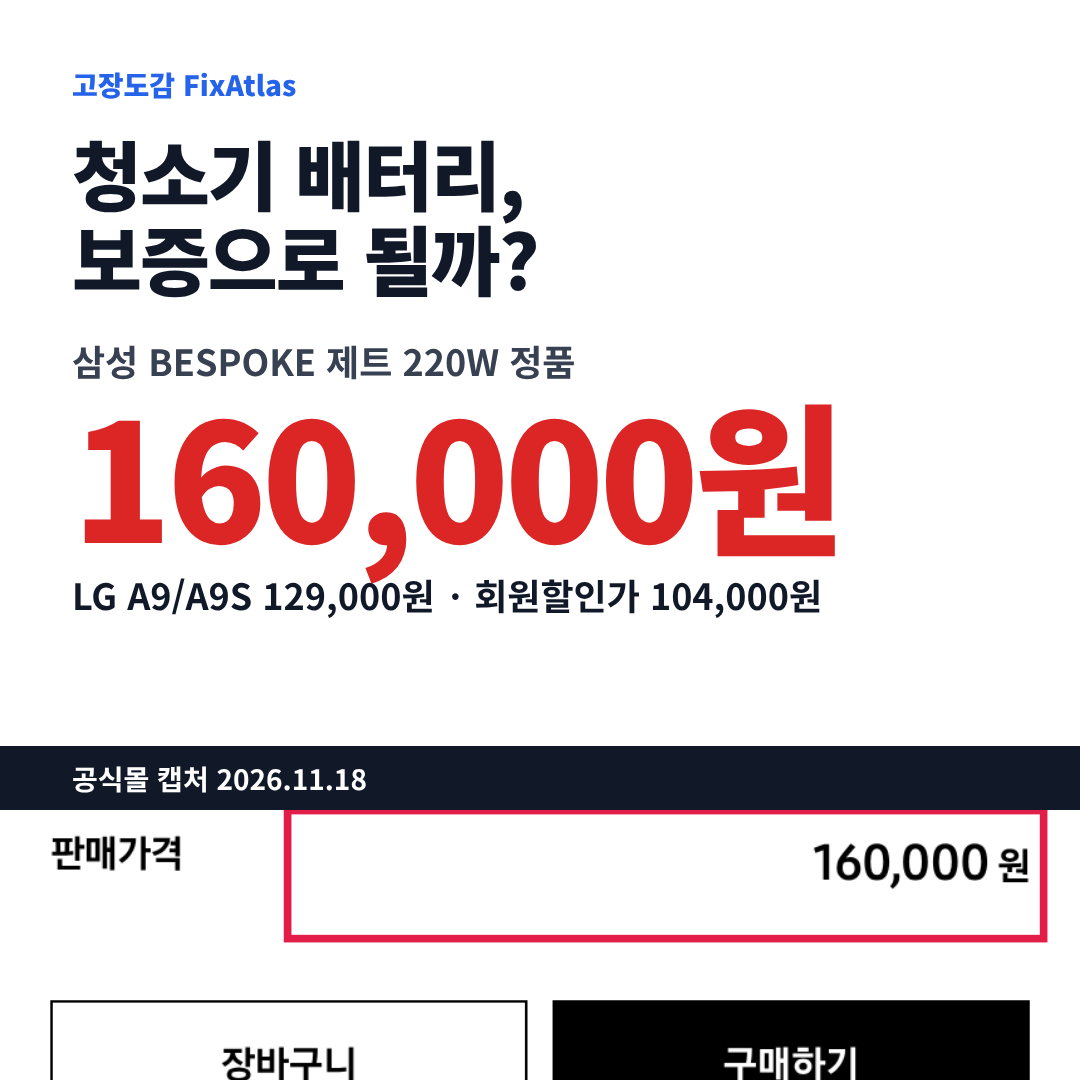 고장도감 FixAtlas
청소기 배터리,
보증으로 될까?
삼성 BESPOKE 제트 220W 정품
160,000원
LG A9/A9S 129,000원 · 회원할인가 104,000원
공식몰 캡처 2026.11.18
판매가격 160,000 원
장바구니 구매하기